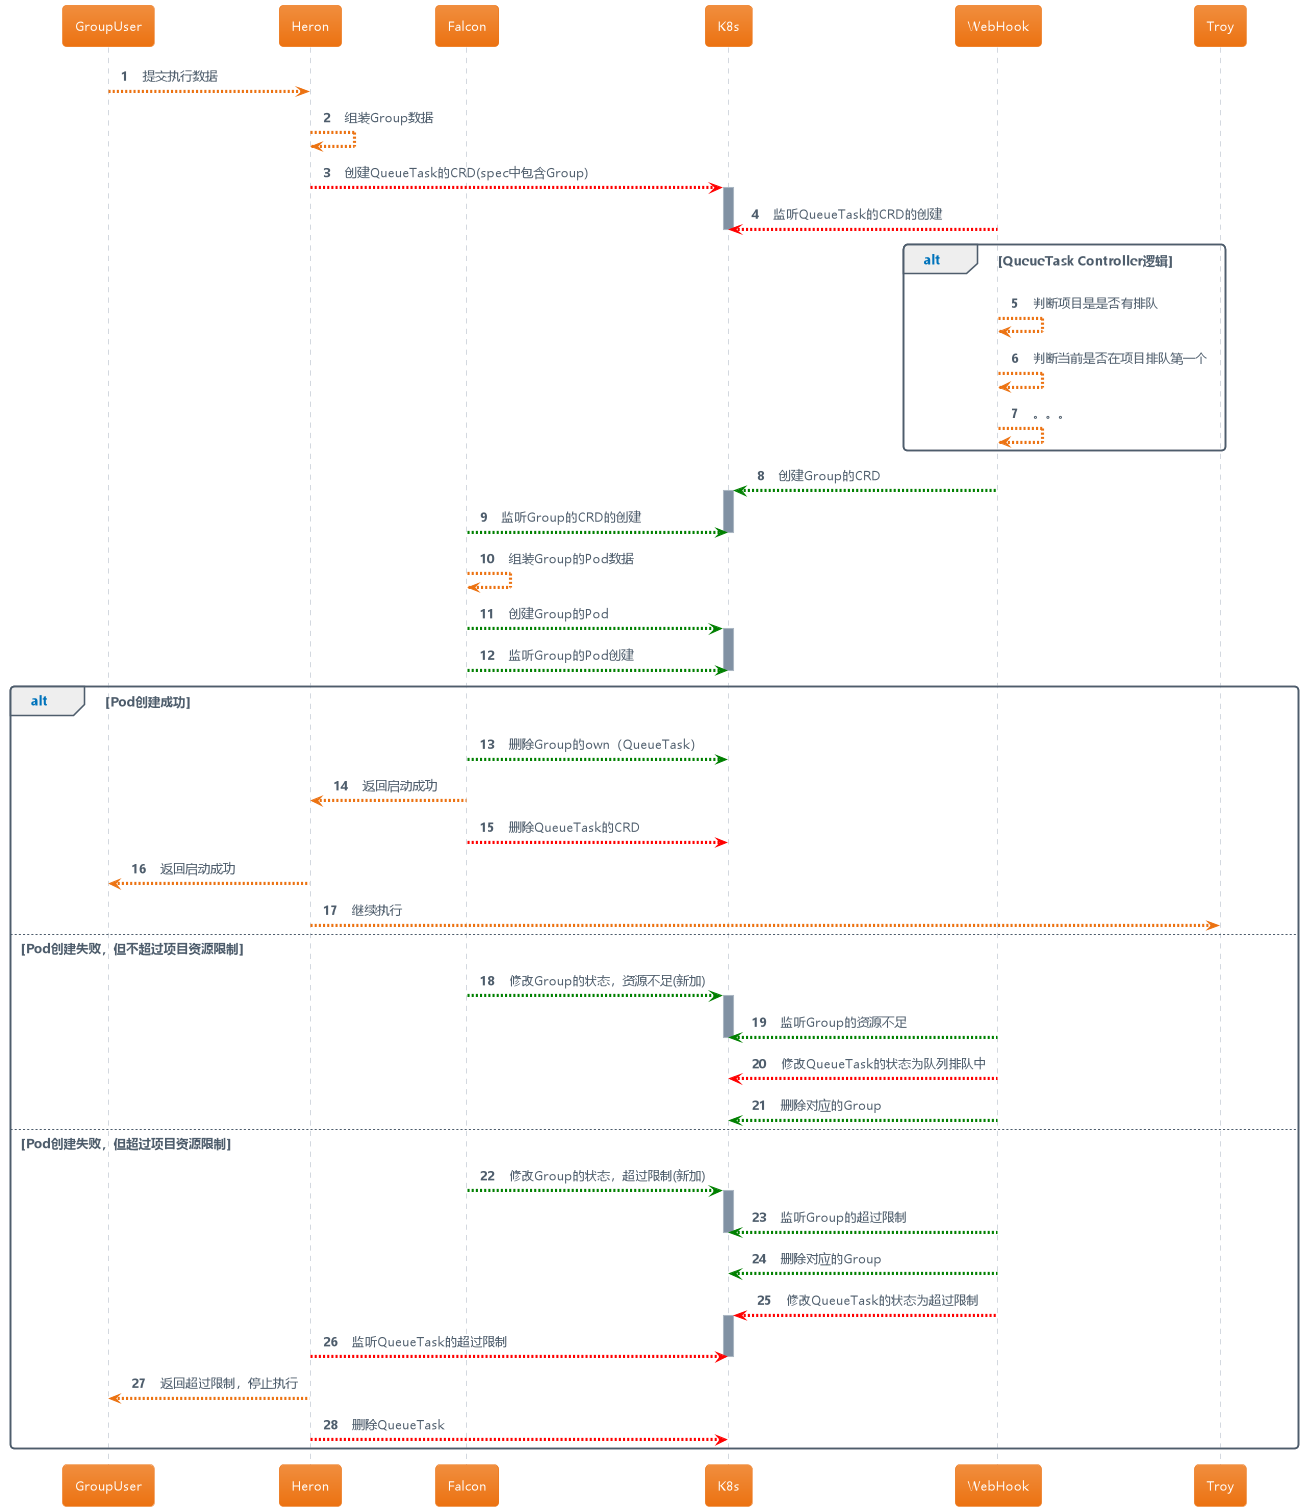 GroupUser Heron Falcon K8s WebHook Troy
1 提交执行数据
2 组装Group数据
3 创建QueueTask的CRD(spec中包含Group)
4 监听QueueTask的CRD的创建
alt [QueueTask Controller逻辑]
5 判断项目是是否有排队
6 判断当前是否在项目排队第一个
7 。。。
8 创建Group的CRD
9 监听Group的CRD的创建
10 组装Group的Pod数据
11 创建Group的Pod
12 监听Group的Pod创建
alt [Pod创建成功]
13 删除Group的own（QueueTask）
14 返回启动成功
15 删除QueueTask的CRD
16 返回启动成功
17 继续执行
[Pod创建失败，但不超过项目资源限制]
18 修改Group的状态，资源不足(新加)
19 监听Group的资源不足
20 修改QueueTask的状态为队列排队中
21 删除对应的Group
[Pod创建失败，但超过项目资源限制]
22 修改Group的状态，超过限制(新加)
23 监听Group的超过限制
24 删除对应的Group
25 修改QueueTask的状态为超过限制
26 监听QueueTask的超过限制
27 返回超过限制，停止执行
28 删除QueueTask
GroupUser Heron Falcon K8s WebHook Troy